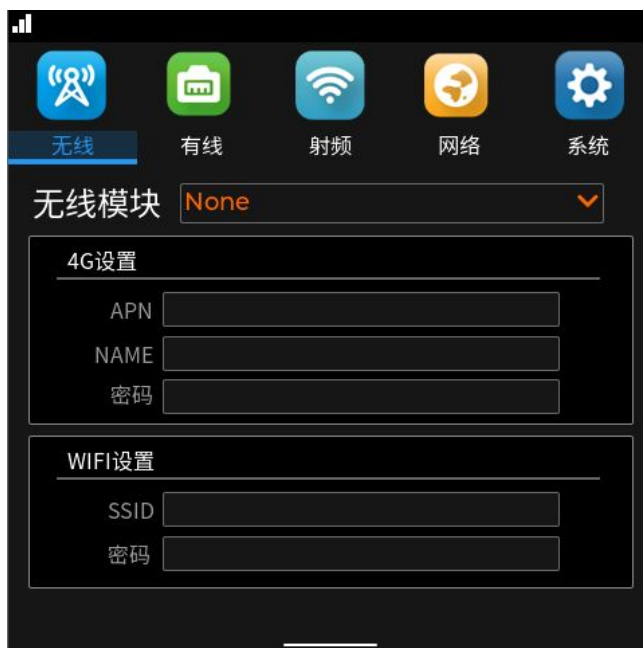 无线 有线 射频 网络 系统
无线模块 None
4G设置
APN
NAME
密码
WIFI设置
SSID
密码